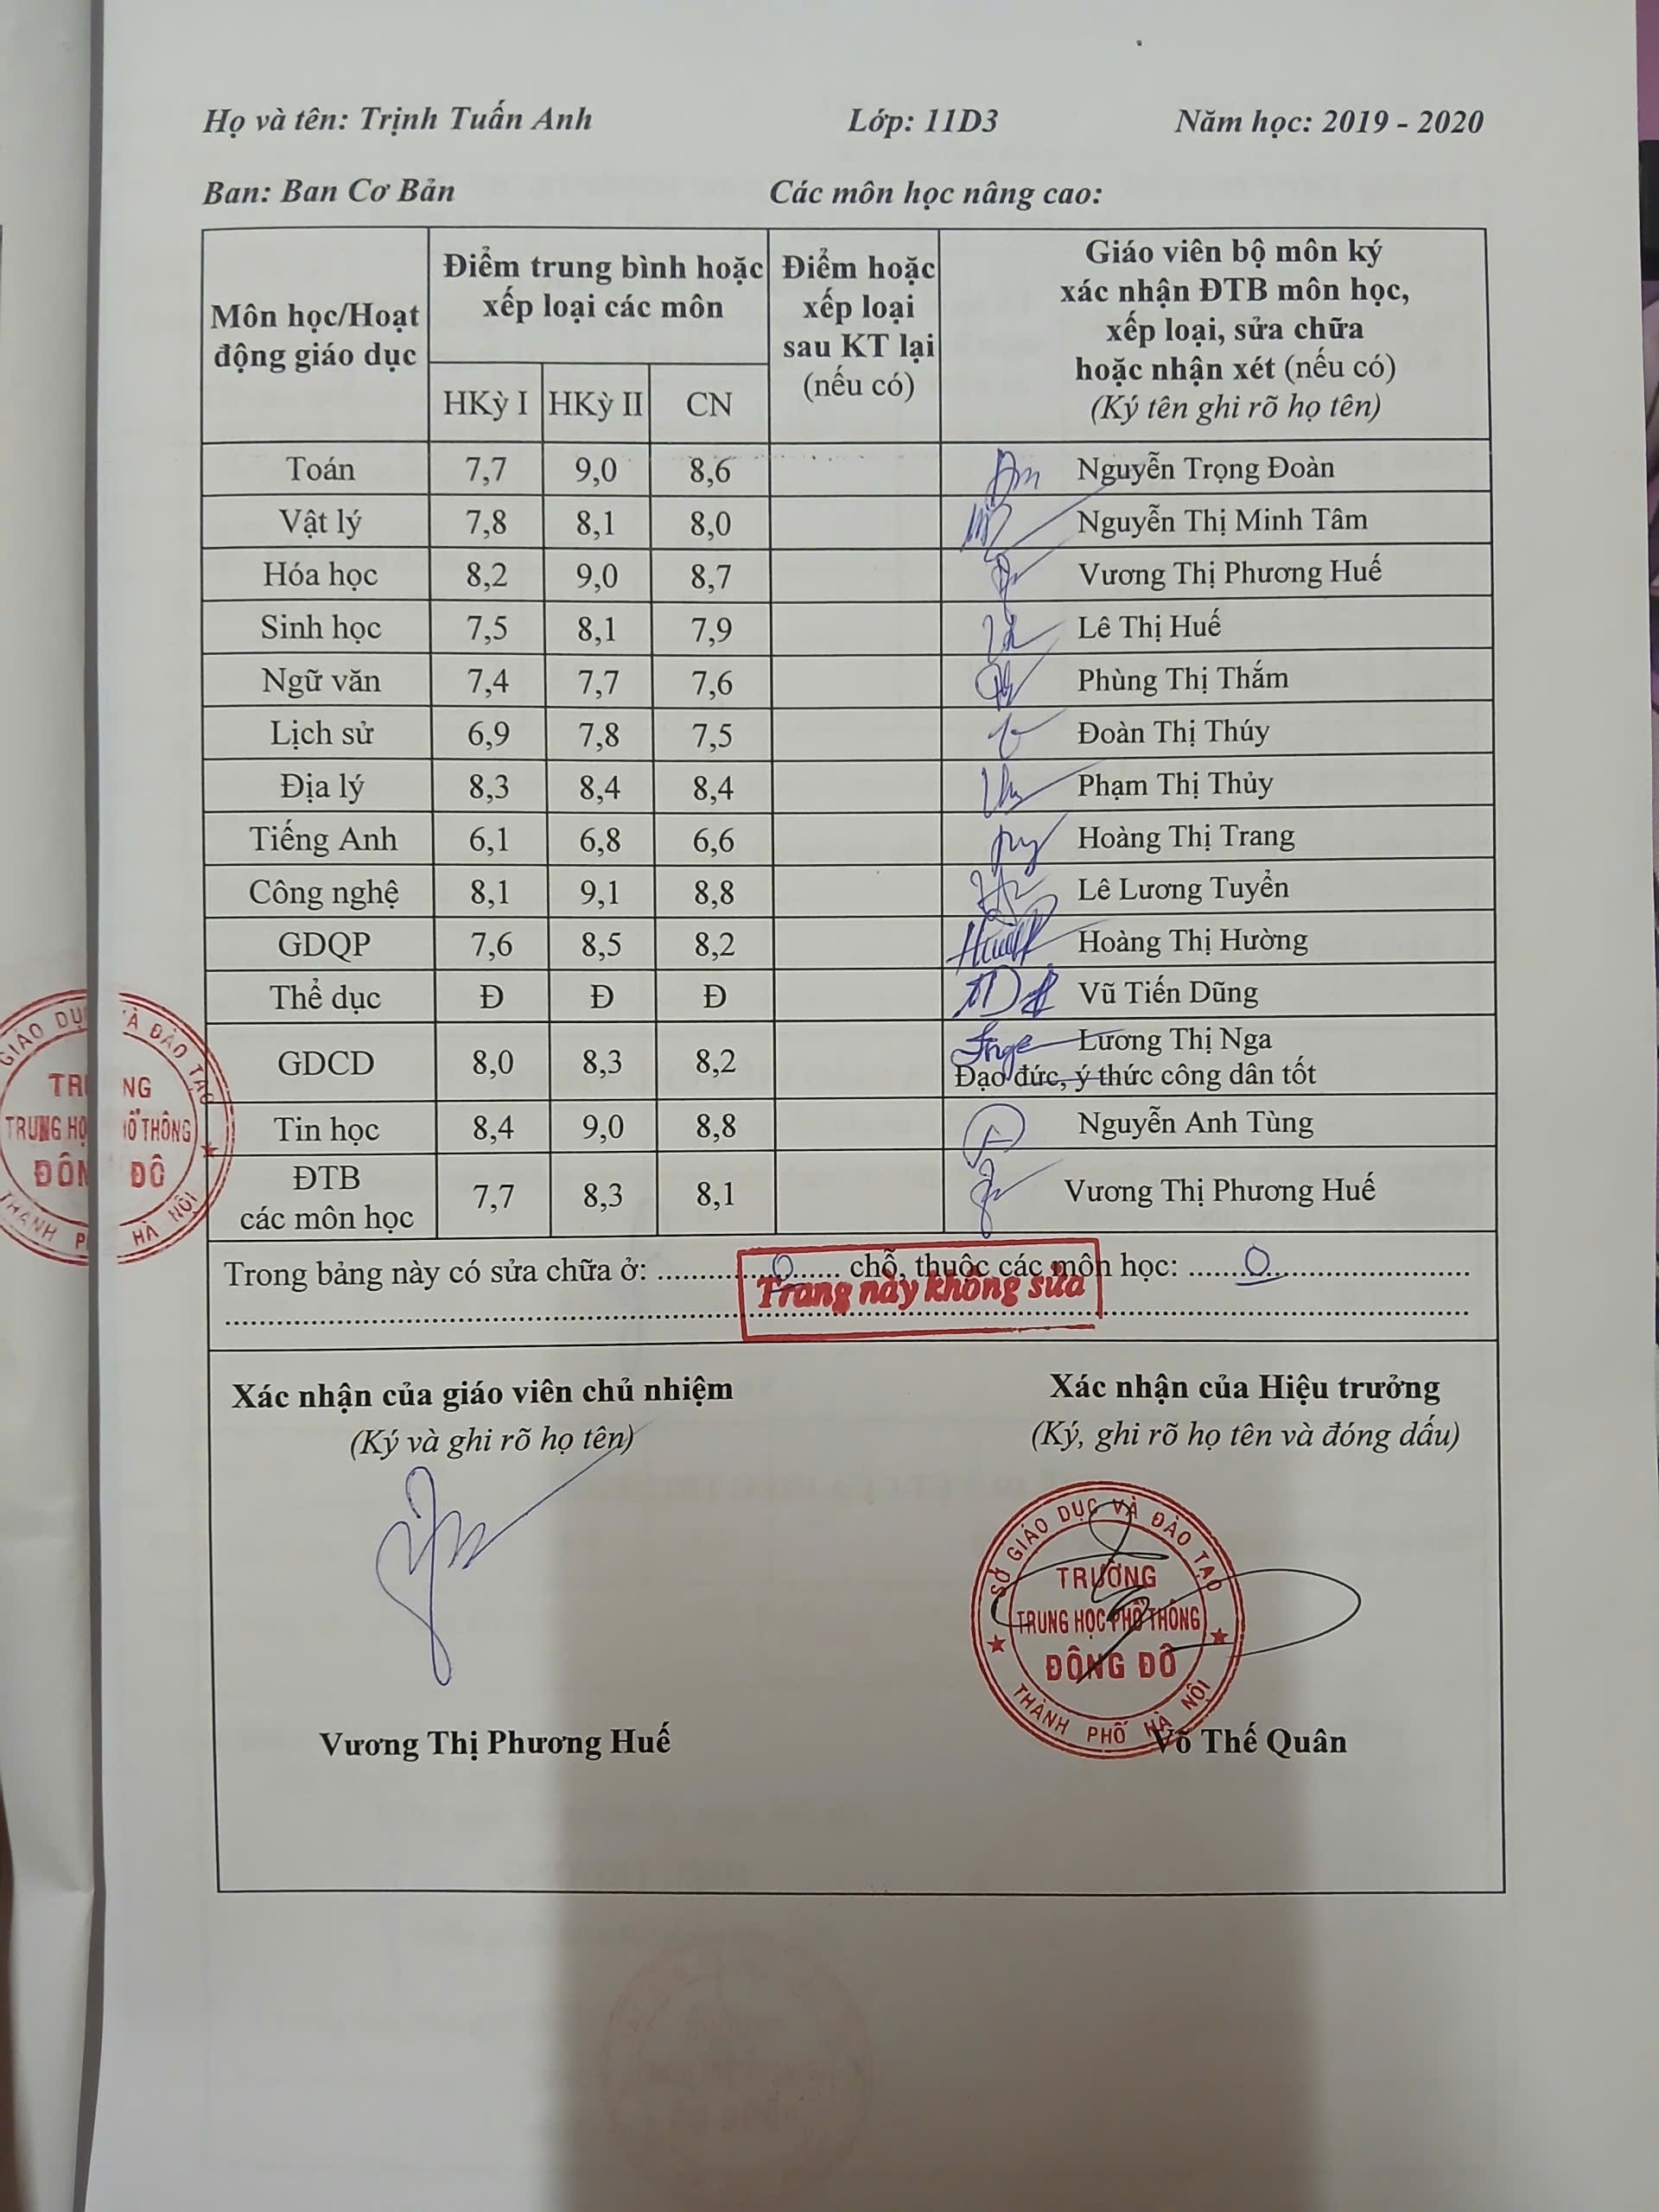 Họ và tên: Trịnh Tuấn Anh Lớp: 11D3 Năm học: 2019 - 2020
Ban: Ban Cơ Bản Các môn học nâng cao:
Môn học/Hoạt động giáo dục
Điểm trung bình hoặc xếp loại các môn
HKỳ I HKỳ II CN
Điểm hoặc xếp loại sau KT lại (nếu có)
Giáo viên bộ môn ký
xác nhận ĐTB môn học,
xếp loại, sửa chữa
hoặc nhận xét (nếu có)
(Ký tên ghi rõ họ tên)
Toán 7,7 9,0 8,6 Nguyễn Trọng Đoàn
Vật lý 7,8 8,1 8,0 Nguyễn Thị Minh Tâm
Hóa học 8,2 9,0 8,7 Vương Thị Phương Huế
Sinh học 7,5 8,1 7,9 Lê Thị Huế
Ngữ văn 7,4 7,7 7,6 Phùng Thị Thắm
Lịch sử 6,9 7,8 7,5 Đoàn Thị Thúy
Địa lý 8,3 8,4 8,4 Phạm Thị Thủy
Tiếng Anh 6,1 6,8 6,6 Hoàng Thị Trang
Công nghệ 8,1 9,1 8,8 Lê Lương Tuyển
GDQP 7,6 8,5 8,2 Hoàng Thị Hường
Thể dục Đ Đ Đ Vũ Tiến Dũng
GDCD 8,0 8,3 8,2 Lương Thị Nga
Đạo đức, ý thức công dân tốt
Tin học 8,4 9,0 8,8 Nguyễn Anh Tùng
ĐTB các môn học 7,7 8,3 8,1 Vương Thị Phương Huế
Trong bảng này có sửa chữa ở: ..............0...... chỗ, thuộc các môn học: .......0.........................
Trang này không sửa
Xác nhận của giáo viên chủ nhiệm
(Ký và ghi rõ họ tên)
Vương Thị Phương Huế
Xác nhận của Hiệu trưởng
(Ký, ghi rõ họ tên và đóng dấu)
SỞ GIÁO DỤC VÀ ĐÀO TẠO
TRƯỜNG
TRUNG HỌC PHỔ THÔNG
ĐÔNG ĐÔ
THÀNH PHỐ HÀ NỘI
Võ Thế Quân
GIÁO DỤC VÀ ĐÀO TẠO
TR NG
TRUNG HỌ HỔ THÔNG
ĐÔN ĐÔ
THÀNH P HÀ NỘI